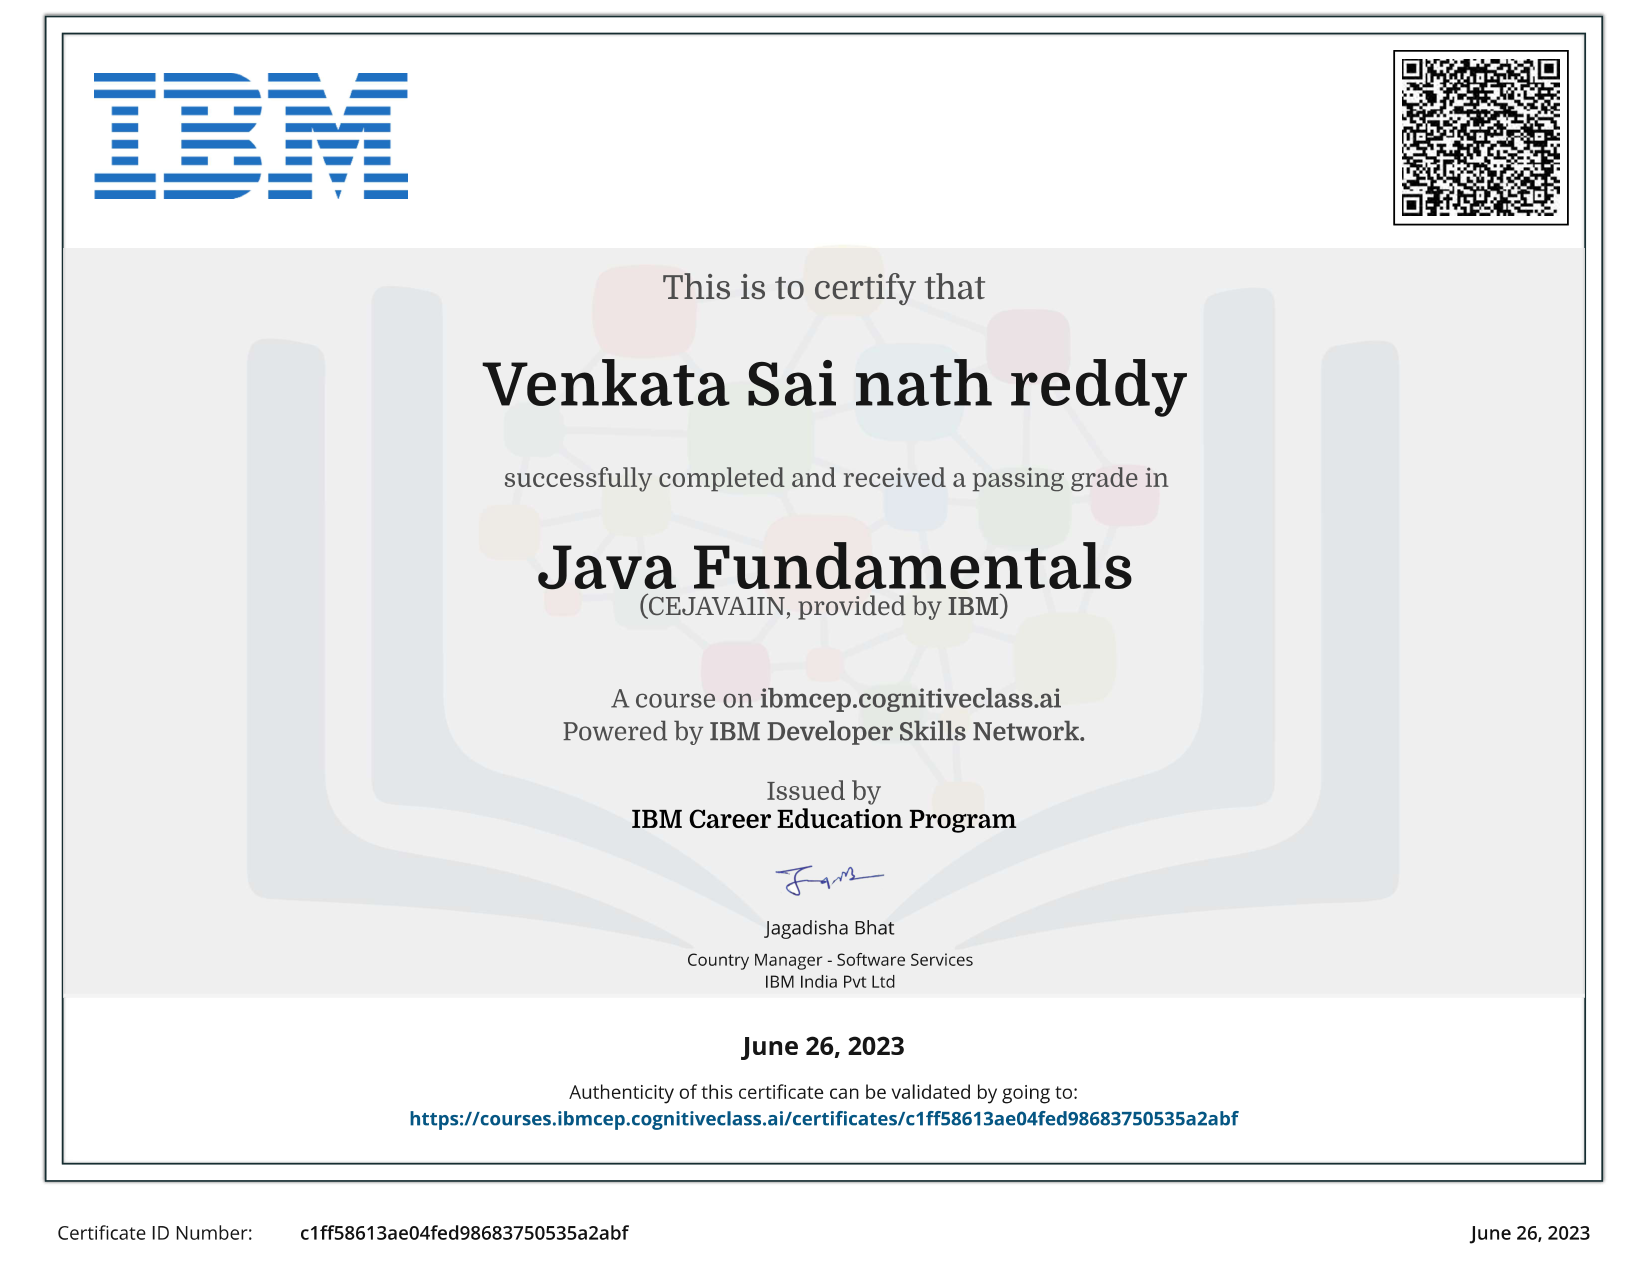 IBM
This is to certify that
Venkata Sai nath reddy
successfully completed and received a passing grade in
Java Fundamentals
(CEJAVA1IN, provided by IBM)
A course on ibmcep.cognitiveclass.ai
Powered by IBM Developer Skills Network.
Issued by
IBM Career Education Program
Jagadisha Bhat
Country Manager - Software Services
IBM India Pvt Ltd
June 26, 2023
Authenticity of this certificate can be validated by going to:
https://courses.ibmcep.cognitiveclass.ai/certificates/c1ff58613ae04fed98683750535a2abf
Certificate ID Number: c1ff58613ae04fed98683750535a2abf June 26, 2023